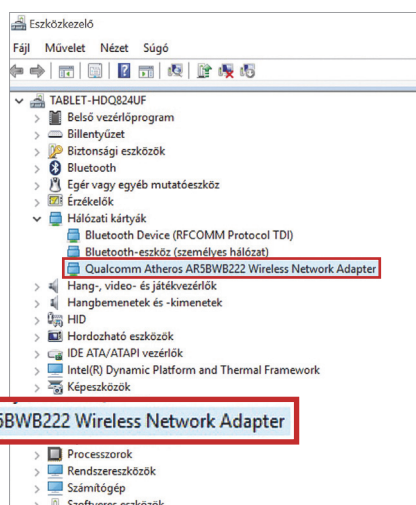 Eszközkezelő
Fájl Művelet Nézet Súgó
TABLET-HDQ824UF
Belső vezérlőprogram
Billentyűzet
Biztonsági eszközök
Bluetooth
Egér vagy egyéb mutatóeszköz
Érzékelők
Hálózati kártyák
Bluetooth Device (RFCOMM Protocol TDI)
Bluetooth-eszköz (személyes hálózat)
Qualcomm Atheros AR5BWB222 Wireless Network Adapter
Hang-, video- és játékvezérlők
Hangbemenetek és -kimenetek
HID
Hordozható eszközök
IDE ATA/ATAPI vezérlők
Intel(R) Dynamic Platform and Thermal Framework
Képeszközök
5BWB222 Wireless Network Adapter
Processzorok
Rendszereszközök
Számítógép
Szoftveres eszközök